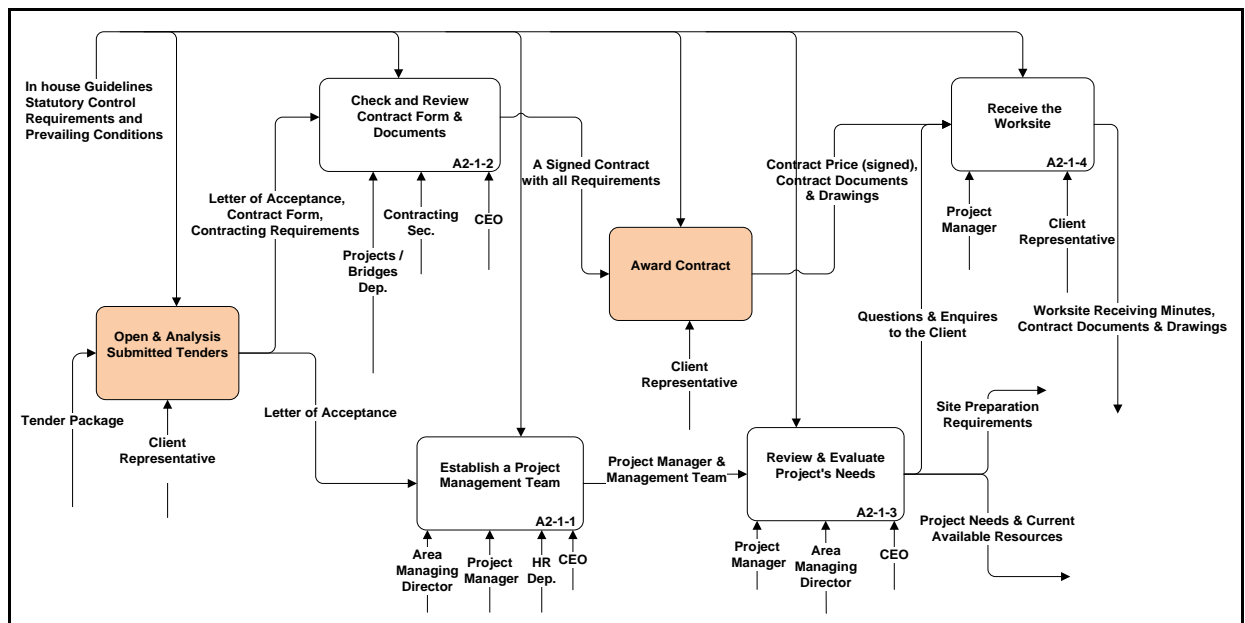 In house Guidelines
Statutory Control
Requirements and
Prevailing Conditions
Check and Review
Contract Form &
Documents
A2-1-2
Receive the
Worksite
A2-1-4
A Signed Contract
with all Requirements
Contract Price (signed),
Contract Documents
& Drawings
Letter of Acceptance,
Contract Form,
Contracting Requirements
Contracting
Sec.
CEO
Projects /
Bridges
Dep.
Project
Manager
Client
Representative
Award Contract
Open & Analysis
Submitted Tenders
Questions & Enquires
to the Client
Worksite Receiving Minutes,
Contract Documents & Drawings
Client
Representative
Tender Package
Client
Representative
Letter of Acceptance
Site Preparation
Requirements
Establish a Project
Management Team
A2-1-1
Project Manager &
Management Team
Review & Evaluate
Project's Needs
A2-1-3
Project Needs & Current
Available Resources
Area
Managing
Director
Project
Manager
HR
Dep.
CEO
Project
Manager
Area
Managing
Director
CEO